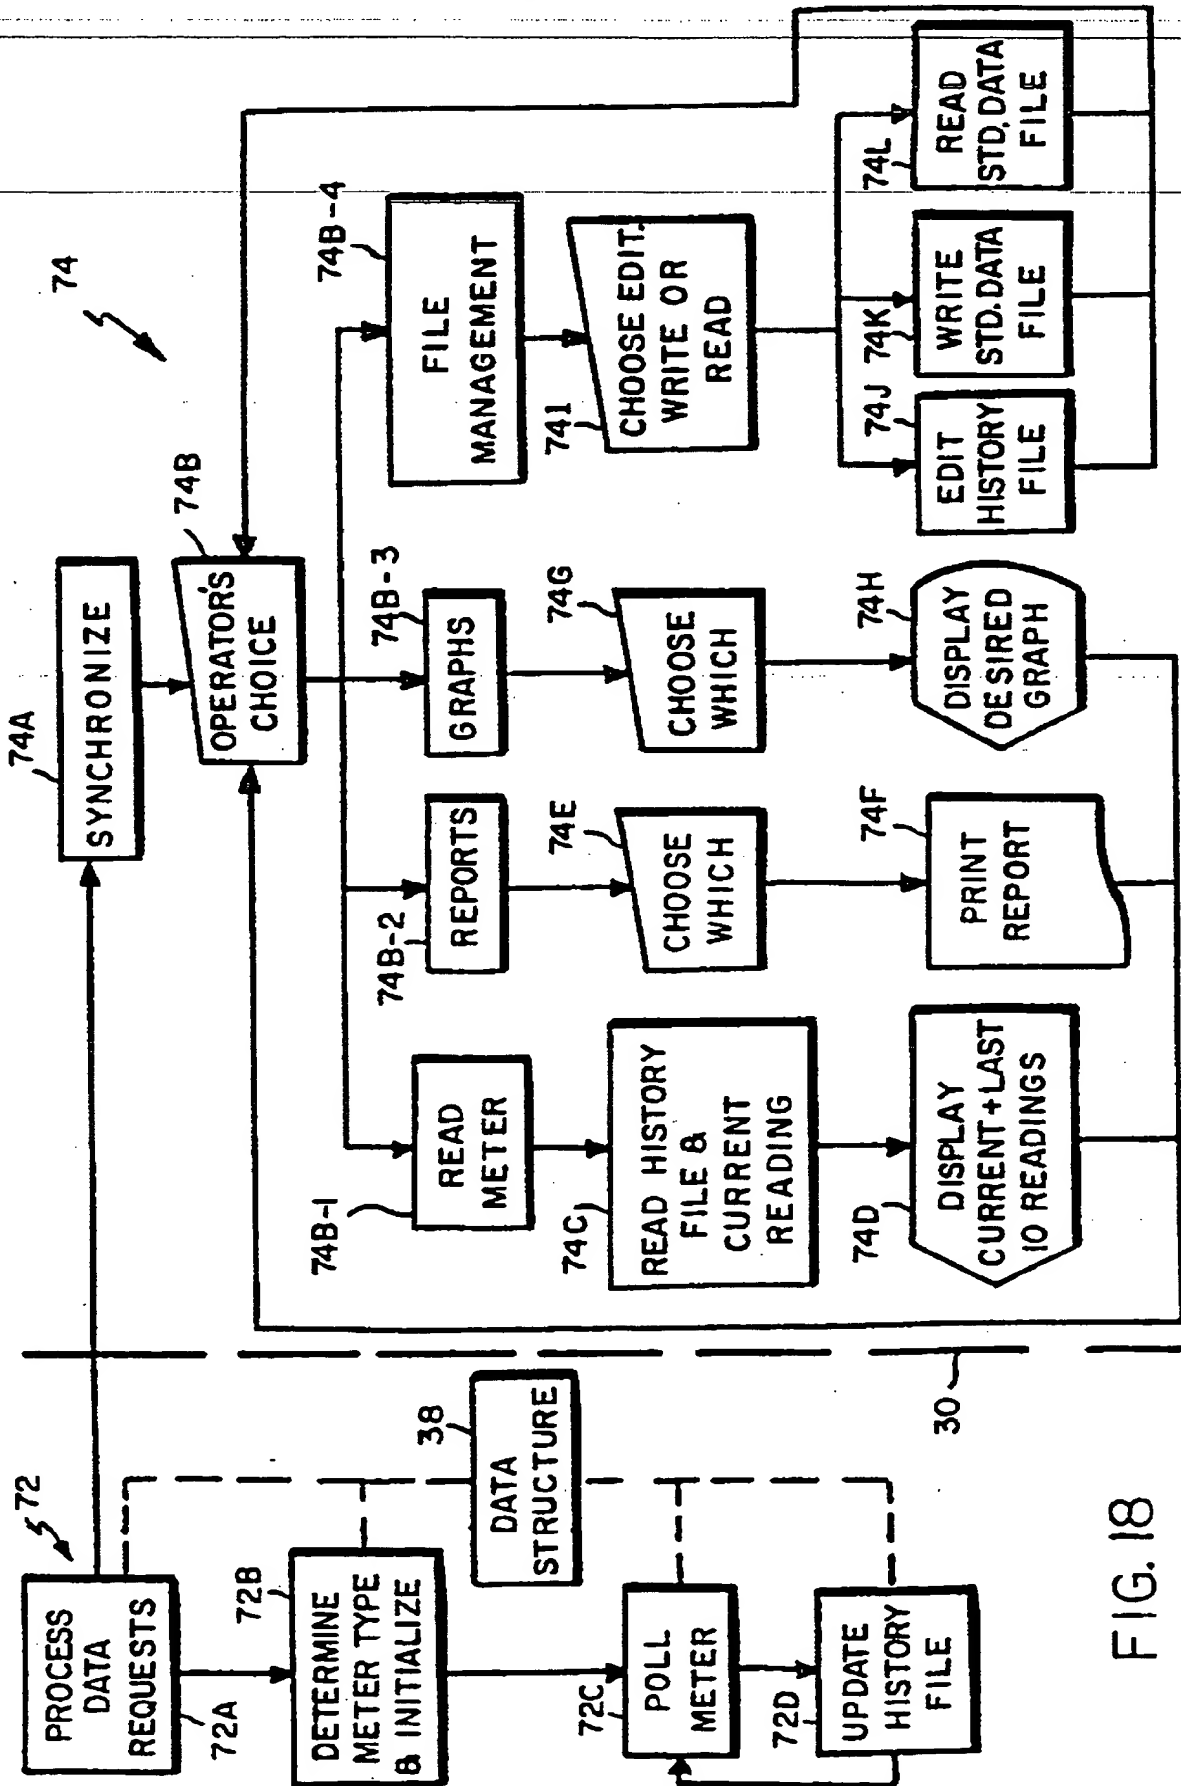 72
PROCESS
DATA
REQUESTS
72A
72B
DETERMINE
METER TYPE
& INITIALIZE
38
DATA
STRUCTURE
72C
POLL
METER
72D
UPDATE
HISTORY
FILE
30
74
74A
SYNCHRONIZE
74B
OPERATOR'S
CHOICE
74B-1
READ
METER
74B-2
REPORTS
74B-3
GRAPHS
74B-4
FILE
MANAGEMENT
74C
READ HISTORY
FILE &
CURRENT
READING
74E
CHOOSE
WHICH
74G
CHOOSE
WHICH
741
CHOOSE EDIT,
WRITE OR
READ
74D
DISPLAY
CURRENT+LAST
10 READINGS
74F
PRINT
REPORT
74H
DISPLAY
DESIRED
GRAPH
74J
EDIT
HISTORY
FILE
74K
WRITE
STD. DATA
FILE
74L
READ
STD. DATA
FILE
FIG. 18